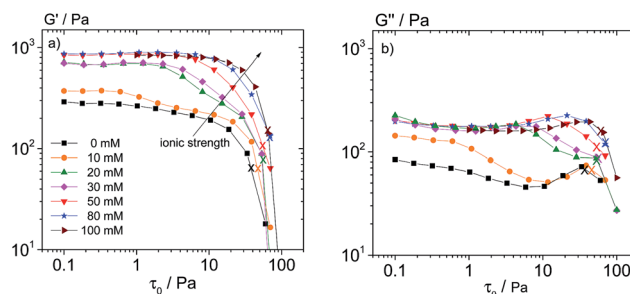 G' / Pa
G'' / Pa
a)
b)
10³
10³
10²
10²
10¹
10¹
ionic strength
0 mM
10 mM
20 mM
30 mM
50 mM
80 mM
100 mM
0.1 1 10 100
0.1 1 10 100
τ₀ / Pa
τ₀ / Pa